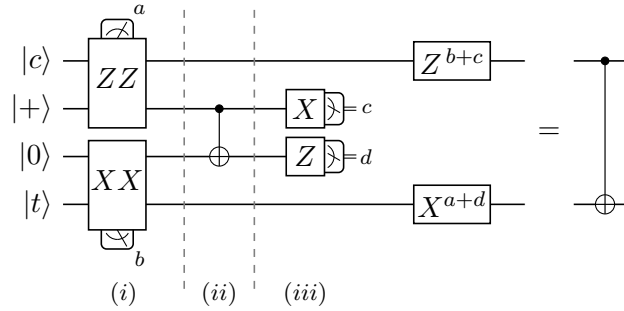 a
|c⟩ ZZ Z^{b+c}
|+⟩ X = c
=
|0⟩ XX Z = d
|t⟩ X^{a+d}
b
(i) (ii) (iii)